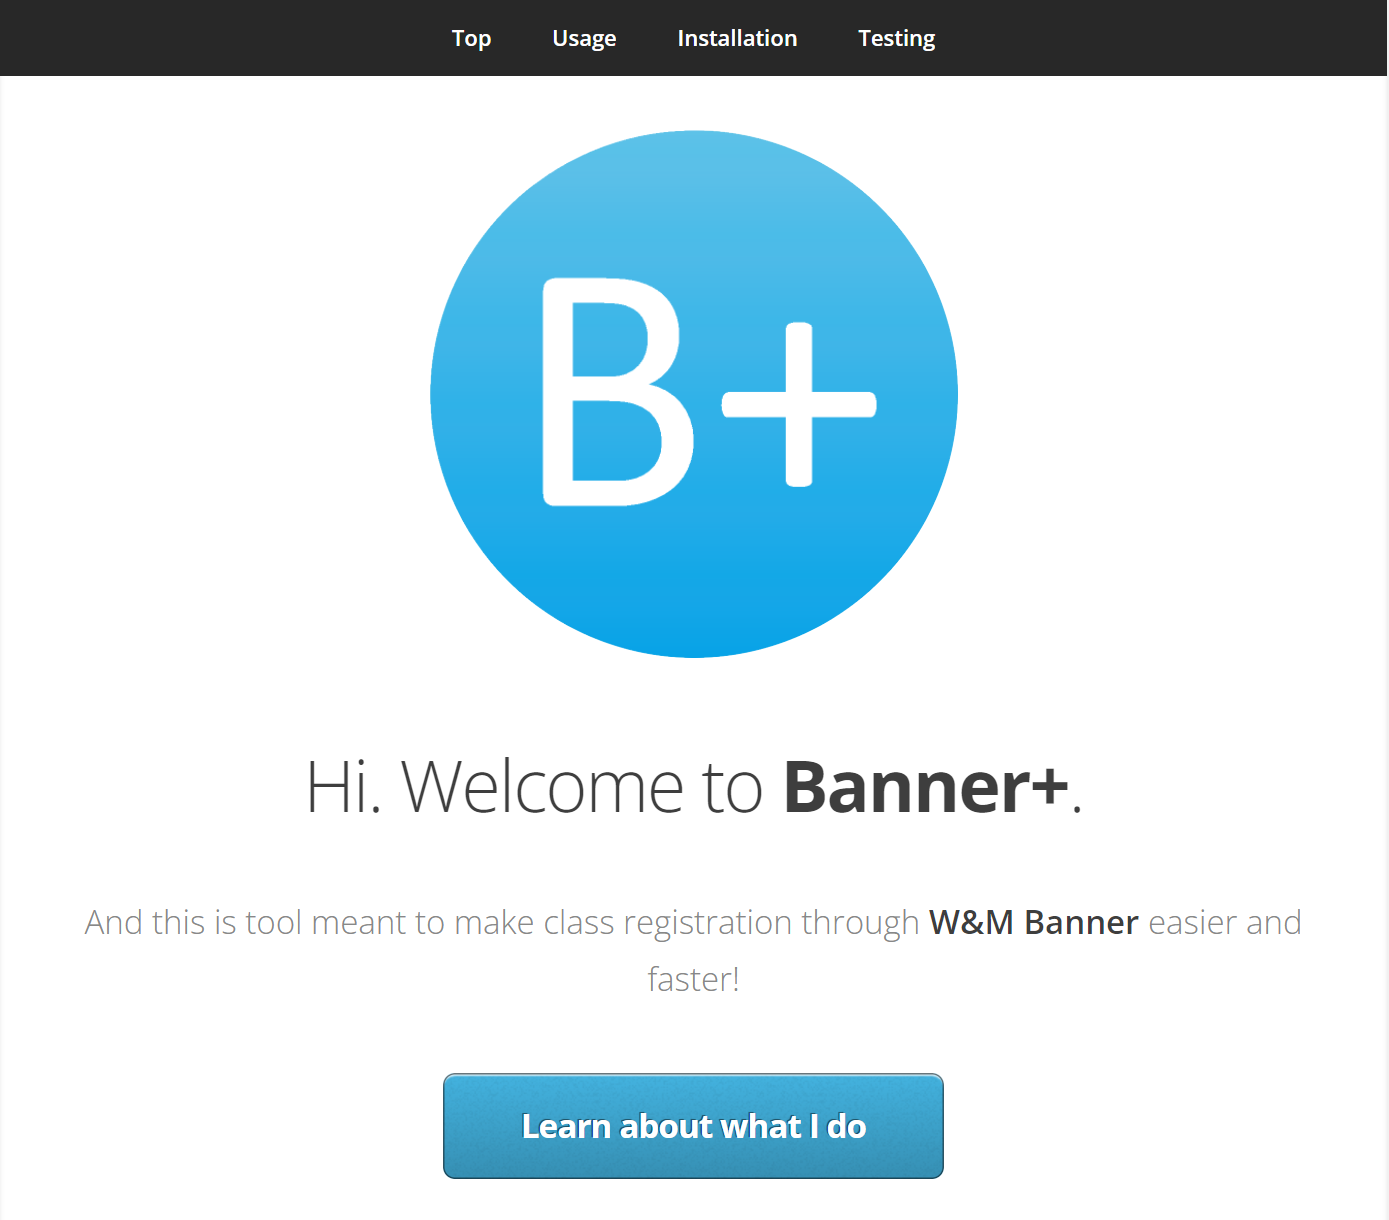 Top Usage Installation Testing
B+
Hi. Welcome to Banner+.
And this is tool meant to make class registration through W&M Banner easier and
faster!
Learn about what I do